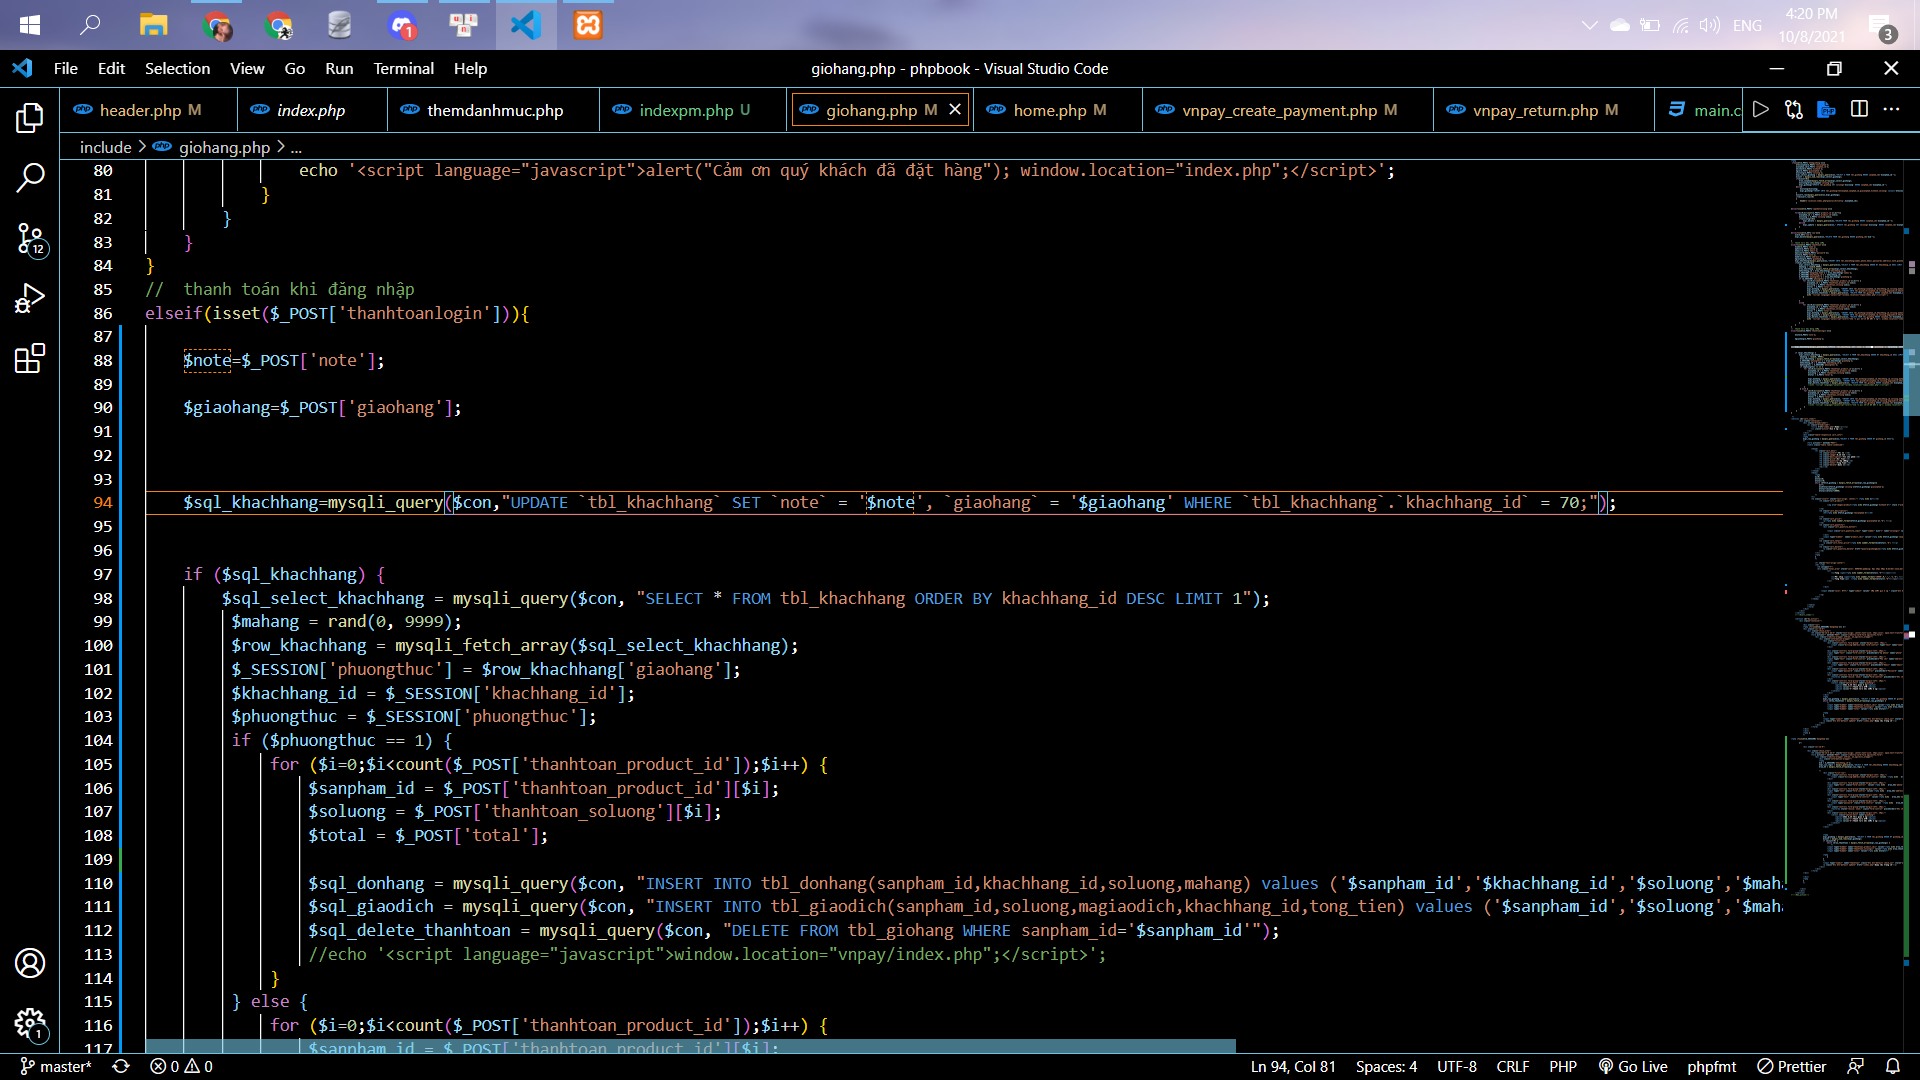 1
4:20 PM
ENG
10/8/2021
3
File Edit Selection View Go Run Terminal Help
giohang.php - phpbook - Visual Studio Code
header.php M
index.php
themdanhmuc.php
indexpm.php U
giohang.php M
home.php M
vnpay_create_payment.php M
vnpay_return.php M
main.c
include > giohang.php > ...
80 echo '<script language="javascript">alert("Cảm ơn quý khách đã đặt hàng"); window.location="index.php";</script>';
81 }
82 }
83 }
84 }
85 // thanh toán khi đăng nhập
86 elseif(isset($_POST['thanhtoanlogin'])){
87
88 $note=$_POST['note'];
89
90 $giaohang=$_POST['giaohang'];
91
92
93
94 $sql_khachhang=mysqli_query($con,"UPDATE `tbl_khachhang` SET `note` = '$note', `giaohang` = '$giaohang' WHERE `tbl_khachhang`.`khachhang_id` = 70;");
95
96
97 if ($sql_khachhang) {
98 $sql_select_khachhang = mysqli_query($con, "SELECT * FROM tbl_khachhang ORDER BY khachhang_id DESC LIMIT 1");
99 $mahang = rand(0, 9999);
100 $row_khachhang = mysqli_fetch_array($sql_select_khachhang);
101 $_SESSION['phuongthuc'] = $row_khachhang['giaohang'];
102 $khachhang_id = $_SESSION['khachhang_id'];
103 $phuongthuc = $_SESSION['phuongthuc'];
104 if ($phuongthuc == 1) {
105 for ($i=0;$i<count($_POST['thanhtoan_product_id']);$i++) {
106 $sanpham_id = $_POST['thanhtoan_product_id'][$i];
107 $soluong = $_POST['thanhtoan_soluong'][$i];
108 $total = $_POST['total'];
109
110 $sql_donhang = mysqli_query($con, "INSERT INTO tbl_donhang(sanpham_id,khachhang_id,soluong,mahang) values ('$sanpham_id','$khachhang_id','$soluong','$maha
111 $sql_giaodich = mysqli_query($con, "INSERT INTO tbl_giaodich(sanpham_id,soluong,magiaodich,khachhang_id,tong_tien) values ('$sanpham_id','$soluong','$maha
112 $sql_delete_thanhtoan = mysqli_query($con, "DELETE FROM tbl_giohang WHERE sanpham_id='$sanpham_id'");
113 //echo '<script language="javascript">window.location="vnpay/index.php";</script>';
114 }
115 } else {
116 for ($i=0;$i<count($_POST['thanhtoan_product_id']);$i++) {
117 $sanpham_id = $_POST['thanhtoan_product_id'][$i];
12
1
master* 0 0
Ln 94, Col 81 Spaces: 4 UTF-8 CRLF PHP Go Live phpfmt Prettier